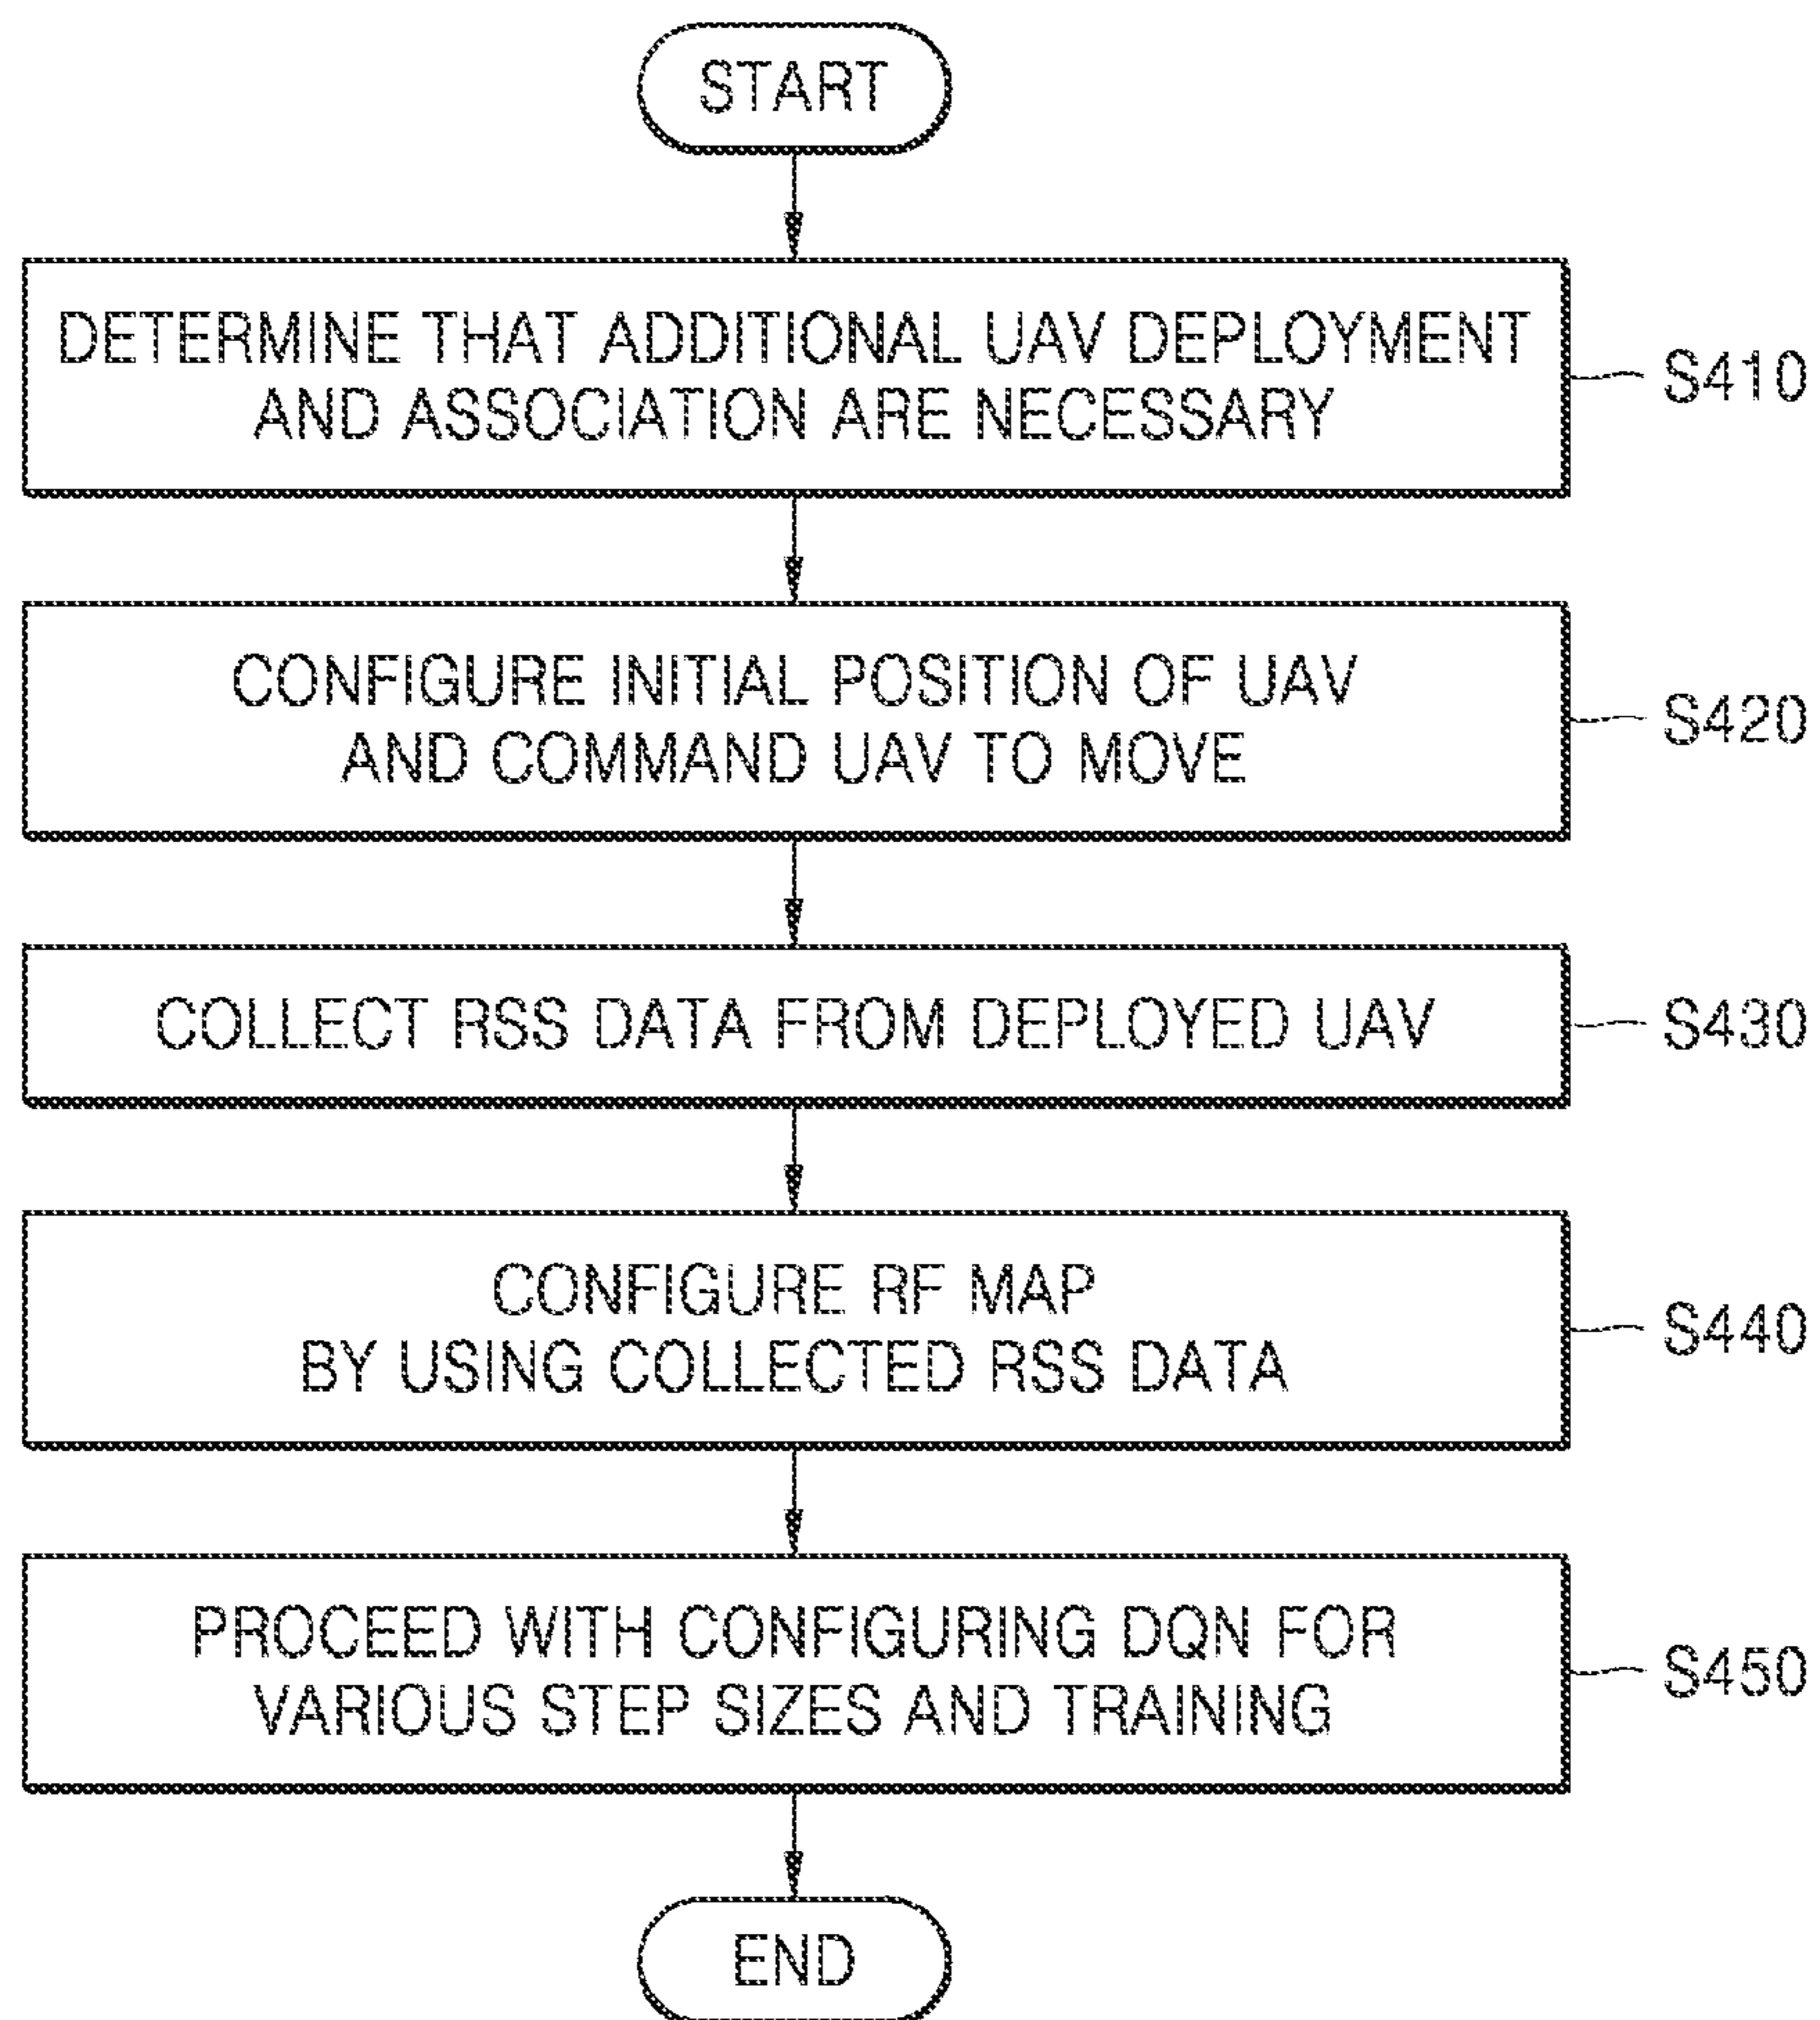 START
DETERMINE THAT ADDITIONAL UAV DEPLOYMENT
AND ASSOCIATION ARE NECESSARY
S410
CONFIGURE INITIAL POSITION OF UAV
AND COMMAND UAV TO MOVE
S420
COLLECT RSS DATA FROM DEPLOYED UAV
S430
CONFIGURE RF MAP
BY USING COLLECTED RSS DATA
S440
PROCEED WITH CONFIGURING DQN FOR
VARIOUS STEP SIZES AND TRAINING
S450
END